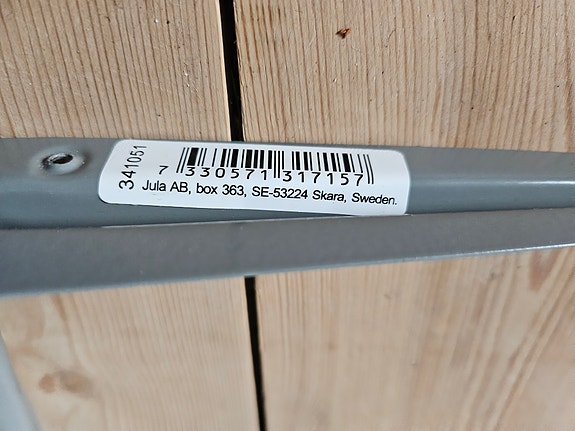 341051
7 330571 317157
Jula AB, box 363, SE-53224 Skara, Sweden.